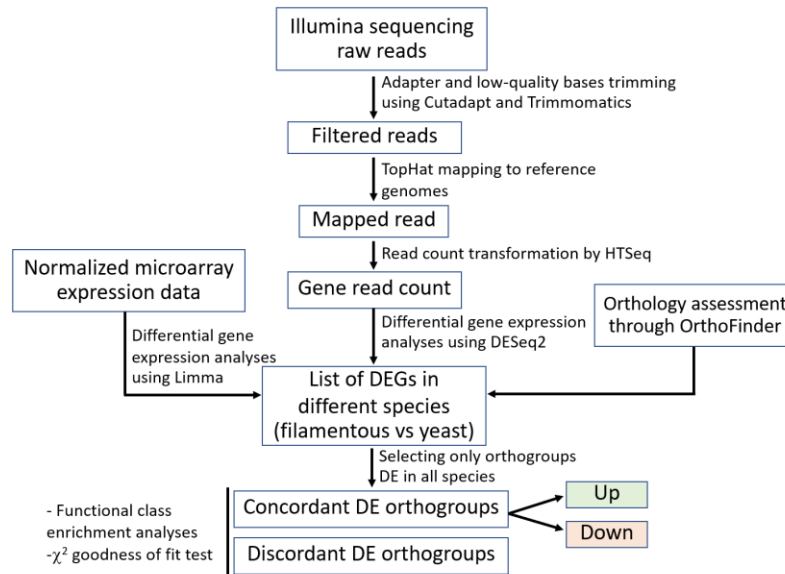 Illumina sequencing
raw reads
Adapter and low-quality bases trimming
using Cutadapt and Trimmomatics
Filtered reads
TopHat mapping to reference
genomes
Mapped read
Read count transformation by HTSeq
Normalized microarray
expression data
Gene read count
Orthology assessment
through OrthoFinder
Differential gene
expression analyses
using Limma
Differential gene expression
analyses using DESeq2
List of DEGs in
different species
(filamentous vs yeast)
Selecting only orthogroups
DE in all species
- Functional class
enrichment analyses
-χ² goodness of fit test
Concordant DE orthogroups
Up
Down
Discordant DE orthogroups